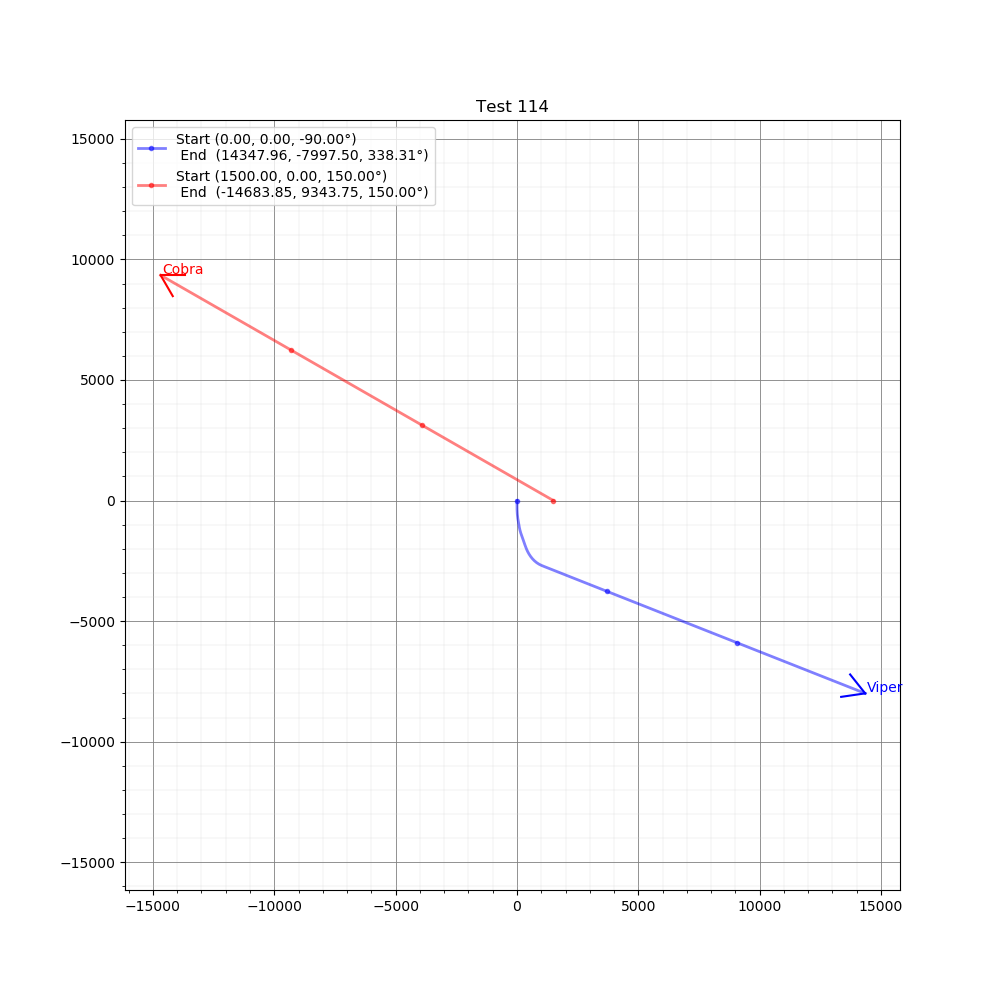 Test 114
Start (0.00, 0.00, -90.00°)
End (14347.96, -7997.50, 338.31°)
Start (1500.00, 0.00, 150.00°)
End (-14683.85, 9343.75, 150.00°)
15000
10000
5000
0
−5000
−10000
−15000
Cobra
Viper
−15000 −10000 −5000 0 5000 10000 15000